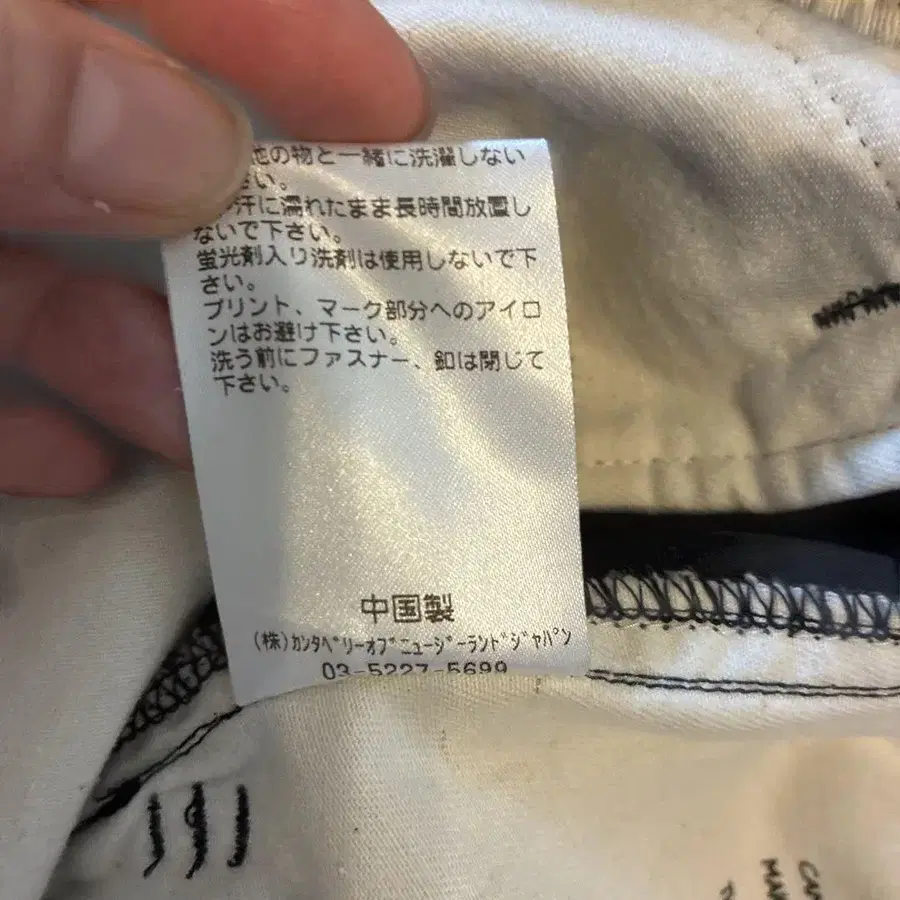 他の物と一緒に洗濯しない
さい。
汗に濡れたまま長時間放置し
ないで下さい。
蛍光剤入り洗剤は使用しないで下
さい。
プリント、マーク部分へのアイロ
ンはお避け下さい。
洗う前にファスナー、釦は閉じて
下さい。
中国製
(株)ｶﾝﾀﾍﾞﾘｰｵﾌﾞﾆｭｰｼﾞｰﾗﾝﾄﾞｼﾞｬﾊﾟﾝ
03-5227-5699